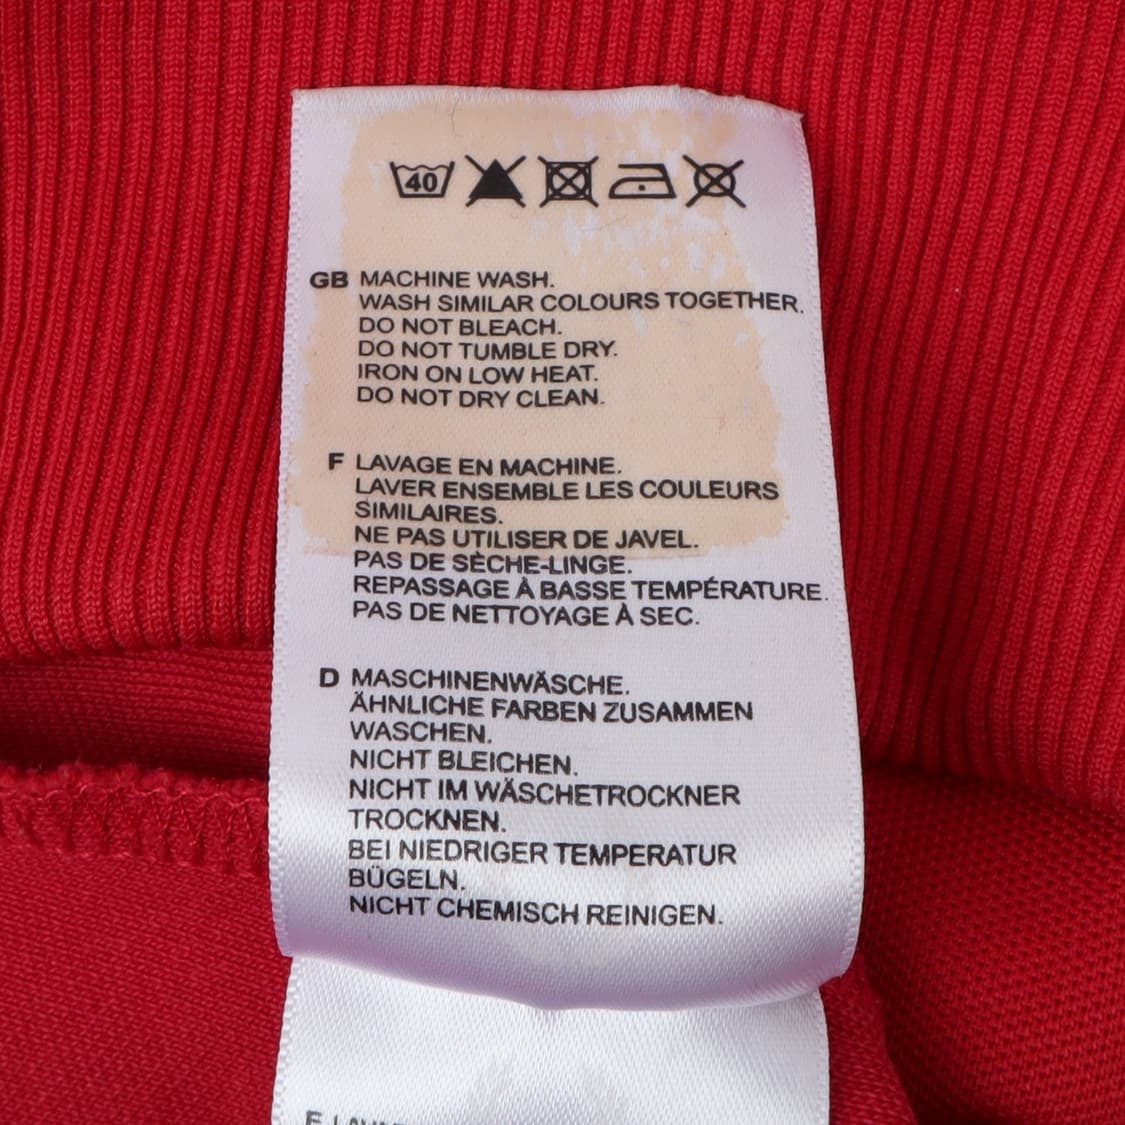 40
GB MACHINE WASH.
WASH SIMILAR COLOURS TOGETHER.
DO NOT BLEACH.
DO NOT TUMBLE DRY.
IRON ON LOW HEAT.
DO NOT DRY CLEAN.
F LAVAGE EN MACHINE.
LAVER ENSEMBLE LES COULEURS
SIMILAIRES.
NE PAS UTILISER DE JAVEL.
PAS DE SÈCHE-LINGE.
REPASSAGE À BASSE TEMPÉRATURE.
PAS DE NETTOYAGE À SEC.
D MASCHINENWÄSCHE.
ÄHNLICHE FARBEN ZUSAMMEN
WASCHEN.
NICHT BLEICHEN.
NICHT IM WÄSCHETROCKNER
TROCKNEN.
BEI NIEDRIGER TEMPERATUR
BÜGELN.
NICHT CHEMISCH REINIGEN.